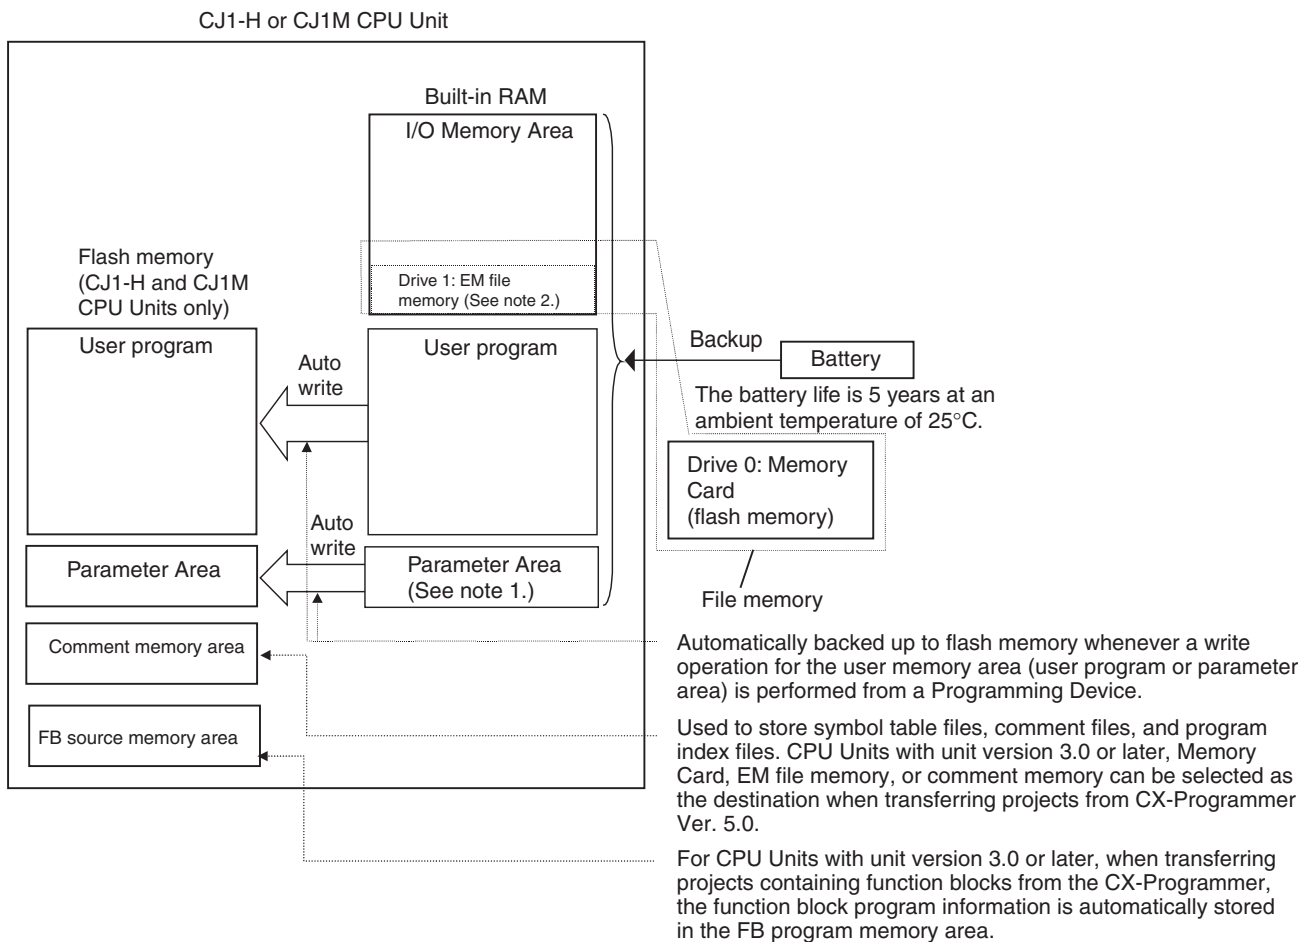 CJ1-H or CJ1M CPU Unit
Built-in RAM
I/O Memory Area
Drive 1: EM file
memory (See note 2.)
Flash memory
(CJ1-H and CJ1M
CPU Units only)
User program
Auto
write
User program
Backup
Battery
The battery life is 5 years at an
ambient temperature of 25°C.
Drive 0: Memory
Card
(flash memory)
Auto
write
Parameter Area
Parameter Area
(See note 1.)
File memory
Comment memory area
Automatically backed up to flash memory whenever a write
operation for the user memory area (user program or parameter
area) is performed from a Programming Device.
FB source memory area
Used to store symbol table files, comment files, and program
index files. CPU Units with unit version 3.0 or later, Memory
Card, EM file memory, or comment memory can be selected as
the destination when transferring projects from CX-Programmer
Ver. 5.0.
For CPU Units with unit version 3.0 or later, when transferring
projects containing function blocks from the CX-Programmer,
the function block program information is automatically stored
in the FB program memory area.